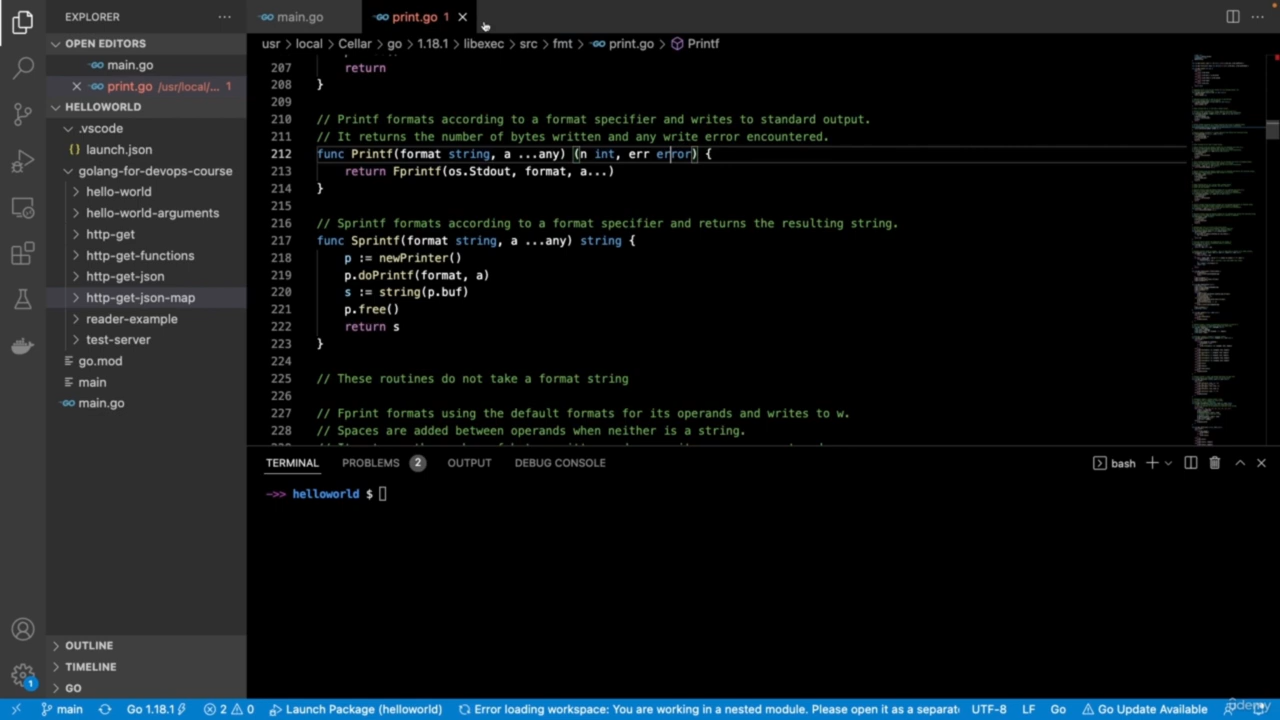 EXPLORER
OPEN EDITORS
main.go
print.go /usr/local/... 1
HELLOWORLD
.vscode
{} launch.json
golang-for-devops-course
hello-world
hello-world-arguments
http-get
http-get-functions
http-get-json
http-get-json-map
reader-example
test-server
go.mod
main
main.go
OUTLINE
TIMELINE
GO
1
main.go
print.go 1
usr > local > Cellar > go > 1.18.1 > libexec > src > fmt > print.go > Printf
207 return
208 }
209
210 // Printf formats according to a format specifier and writes to standard output.
211 // It returns the number of bytes written and any write error encountered.
212 func Printf(format string, a ...any) (n int, err error) {
213 return Fprintf(os.Stdout, format, a...)
214 }
215
216 // Sprintf formats according to a format specifier and returns the resulting string.
217 func Sprintf(format string, a ...any) string {
218 p := newPrinter()
219 p.doPrintf(format, a)
220 s := string(p.buf)
221 p.free()
222 return s
223 }
224
225 // These routines do not take a format string
226
227 // Fprint formats using the default formats for its operands and writes to w.
228 // Spaces are added between operands when neither is a string.
TERMINAL PROBLEMS 2 OUTPUT DEBUG CONSOLE bash
->> helloworld $
main Go 1.18.1 2 0 Launch Package (helloworld) Error loading workspace: You are working in a nested module. Please open it as a separat UTF-8 LF Go Go Update Available
udemy